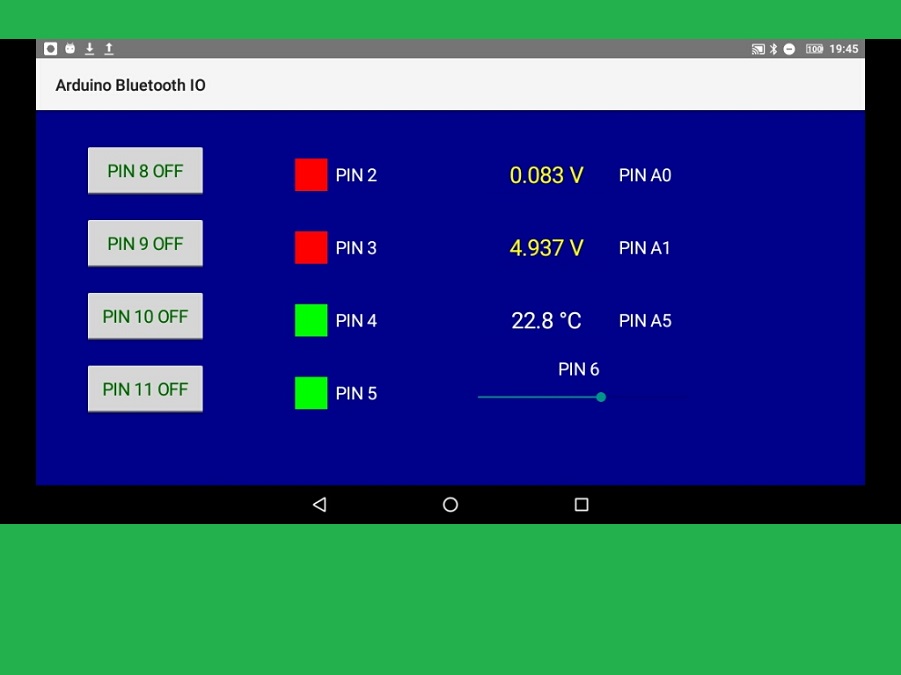 100 19:45
Arduino Bluetooth IO
PIN 8 OFF PIN 2 0.083 V PIN A0
PIN 9 OFF PIN 3 4.937 V PIN A1
PIN 10 OFF PIN 4 22.8 °C PIN A5
PIN 6
PIN 11 OFF PIN 5